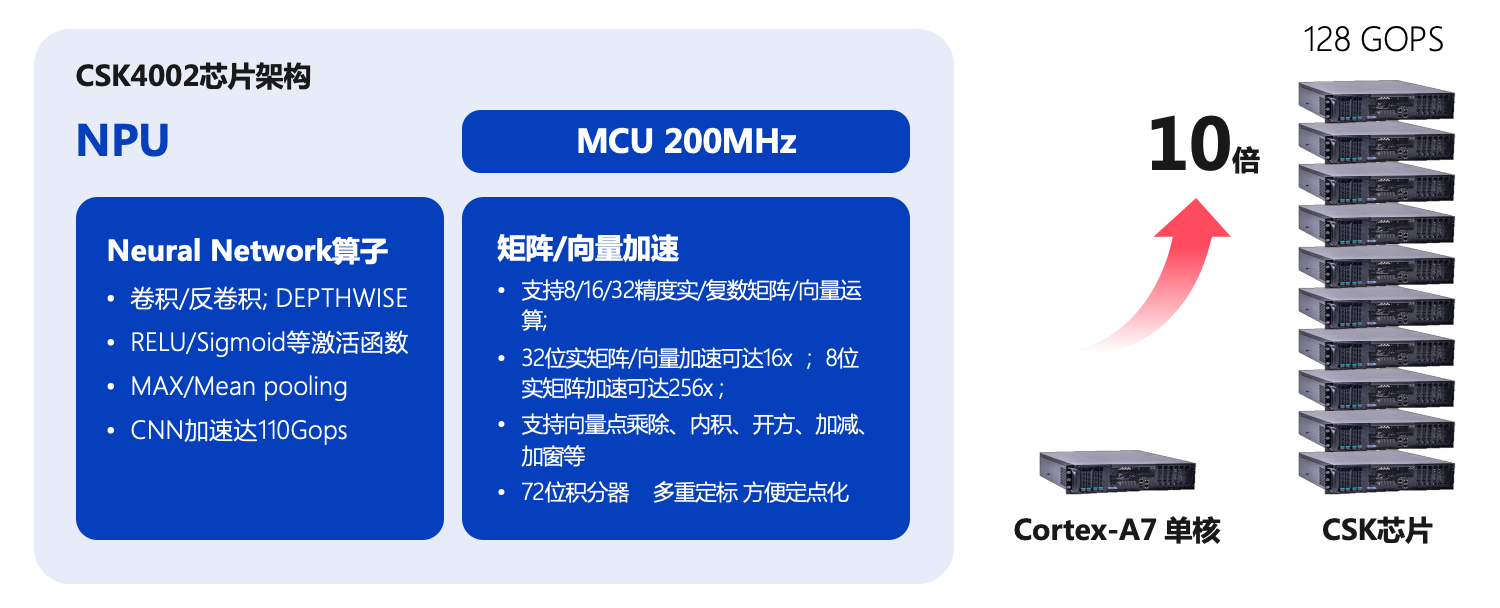 CSK4002芯片架构
NPU
MCU 200MHz
Neural Network算子
• 卷积/反卷积; DEPTHWISE
• RELU/Sigmoid等激活函数
• MAX/Mean pooling
• CNN加速达110Gops
矩阵/向量加速
• 支持8/16/32精度实/复数矩阵/向量运
算;
• 32位实矩阵/向量加速可达16x ；8位
实矩阵加速可达256x ;
• 支持向量点乘除、内积、开方、加减、
加窗等
• 72位积分器 多重定标 方便定点化
128 GOPS
10倍
Cortex-A7 单核
CSK芯片